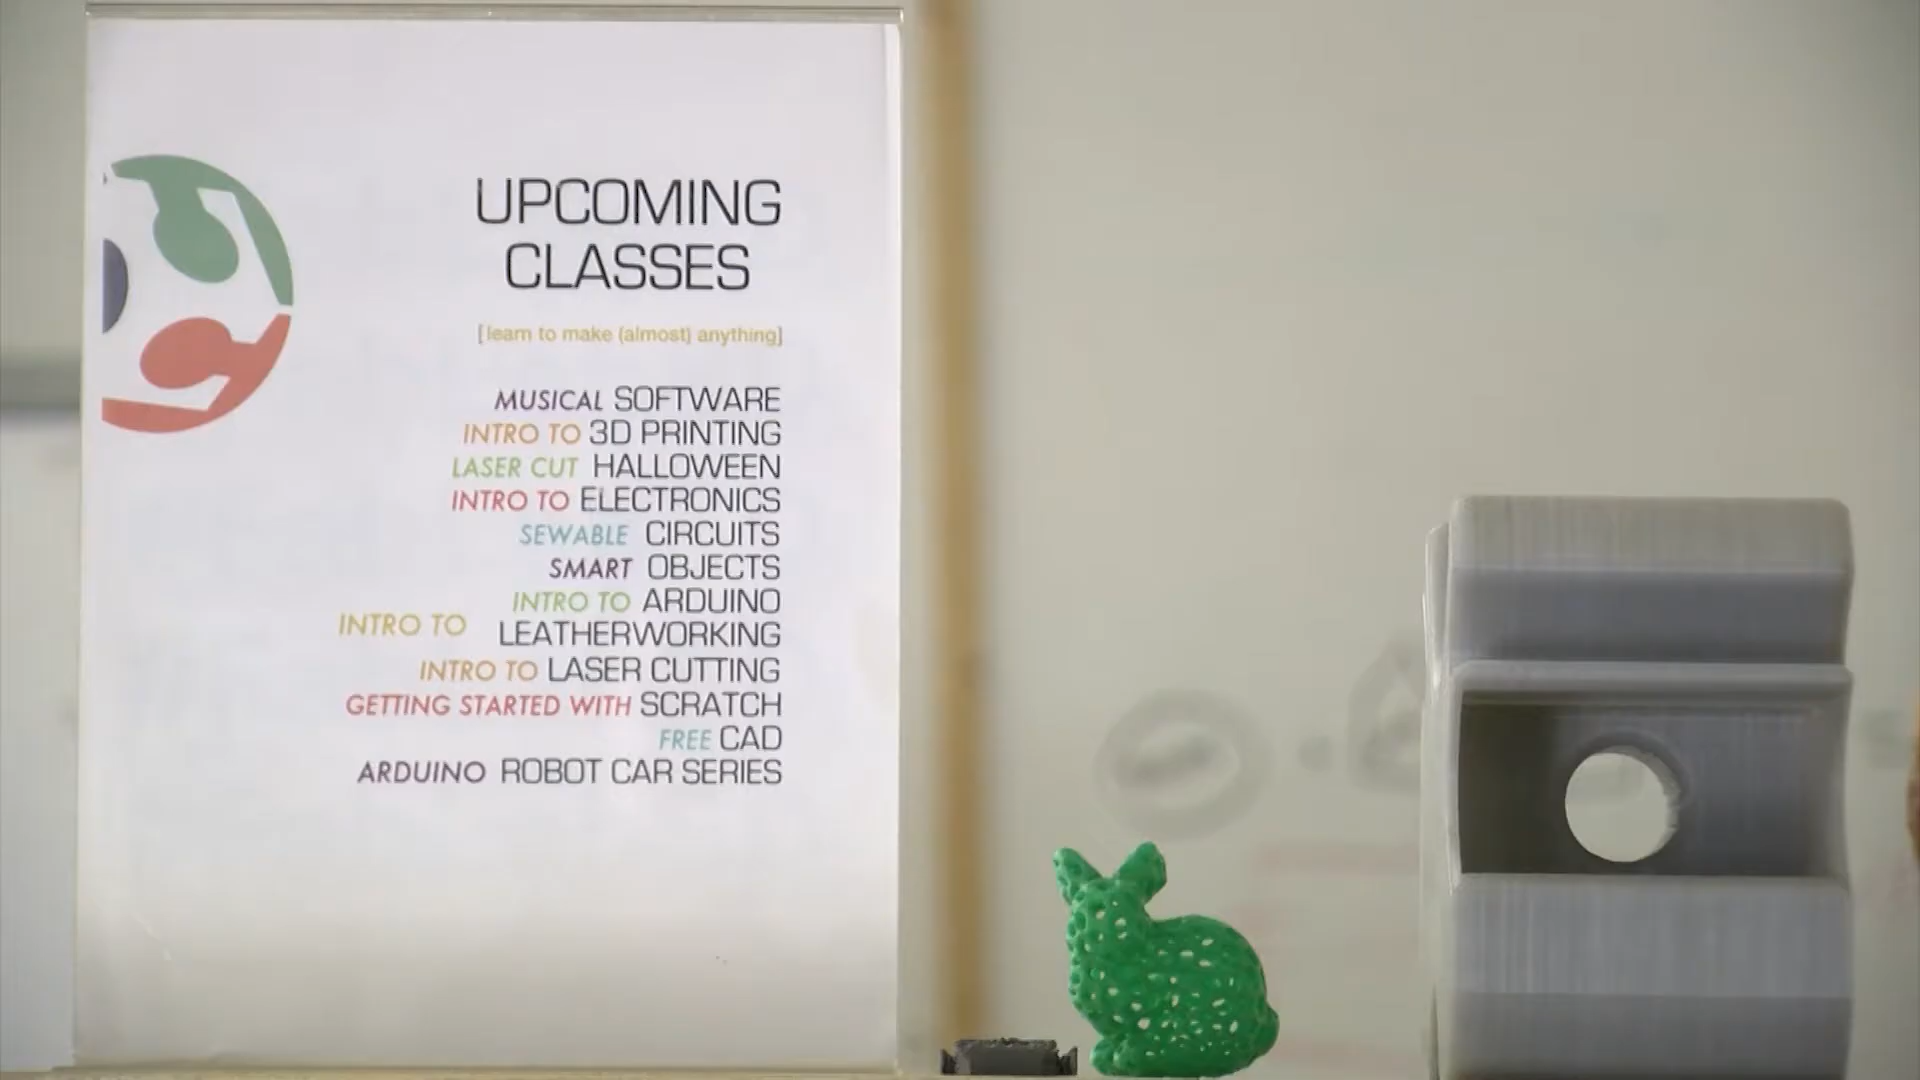 UPCOMING
CLASSES
[learn to make (almost) anything]
MUSICAL SOFTWARE
INTRO TO 3D PRINTING
LASER CUT HALLOWEEN
INTRO TO ELECTRONICS
SEWABLE CIRCUITS
SMART OBJECTS
INTRO TO ARDUINO
INTRO TO LEATHERWORKING
INTRO TO LASER CUTTING
GETTING STARTED WITH SCRATCH
FREE CAD
ARDUINO ROBOT CAR SERIES